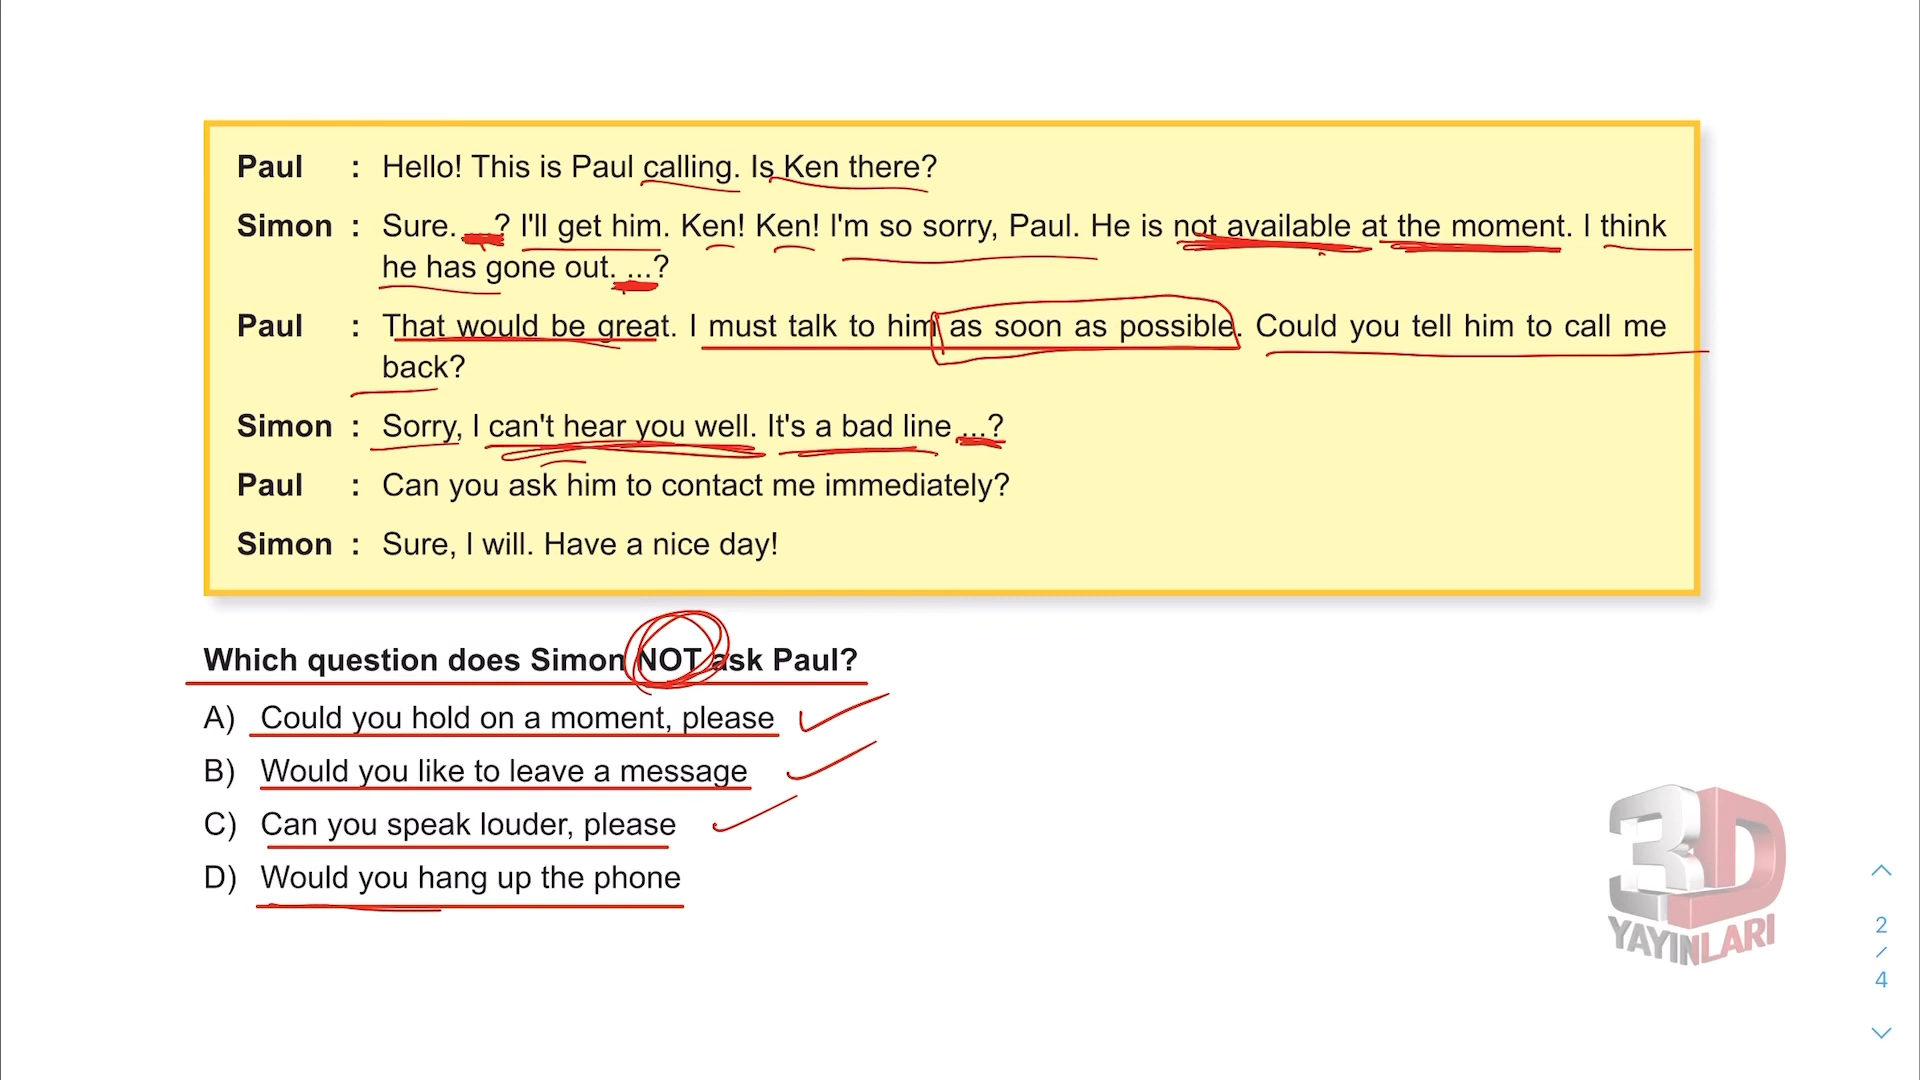 Paul : Hello! This is Paul calling. Is Ken there?
Simon : Sure. ...? I'll get him. Ken! Ken! I'm so sorry, Paul. He is not available at the moment. I think
he has gone out. ...?
Paul : That would be great. I must talk to him as soon as possible. Could you tell him to call me
back?
Simon : Sorry, I can't hear you well. It's a bad line ...?
Paul : Can you ask him to contact me immediately?
Simon : Sure, I will. Have a nice day!
Which question does Simon NOT ask Paul?
A) Could you hold on a moment, please
B) Would you like to leave a message
C) Can you speak louder, please
D) Would you hang up the phone
3D
YAYINLARI
2
/
4